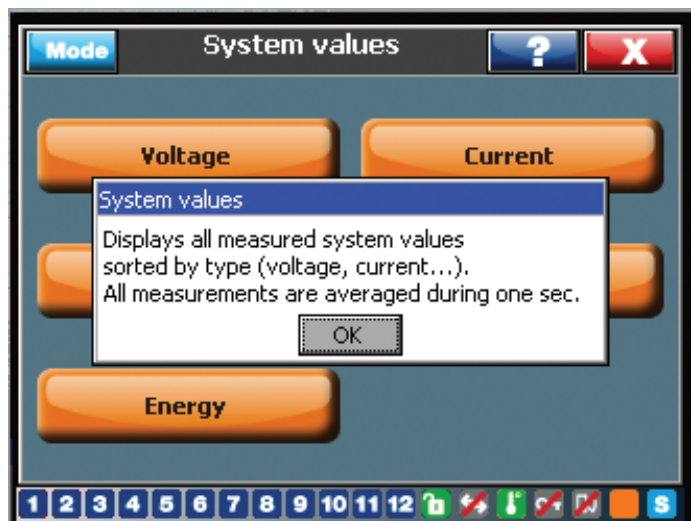 Mode System values ? X
Voltage Current
System values
Displays all measured system values
sorted by type (voltage, current...).
All measurements are averaged during one sec.
OK
Energy
1 2 3 4 5 6 7 8 9 10 11 12 S